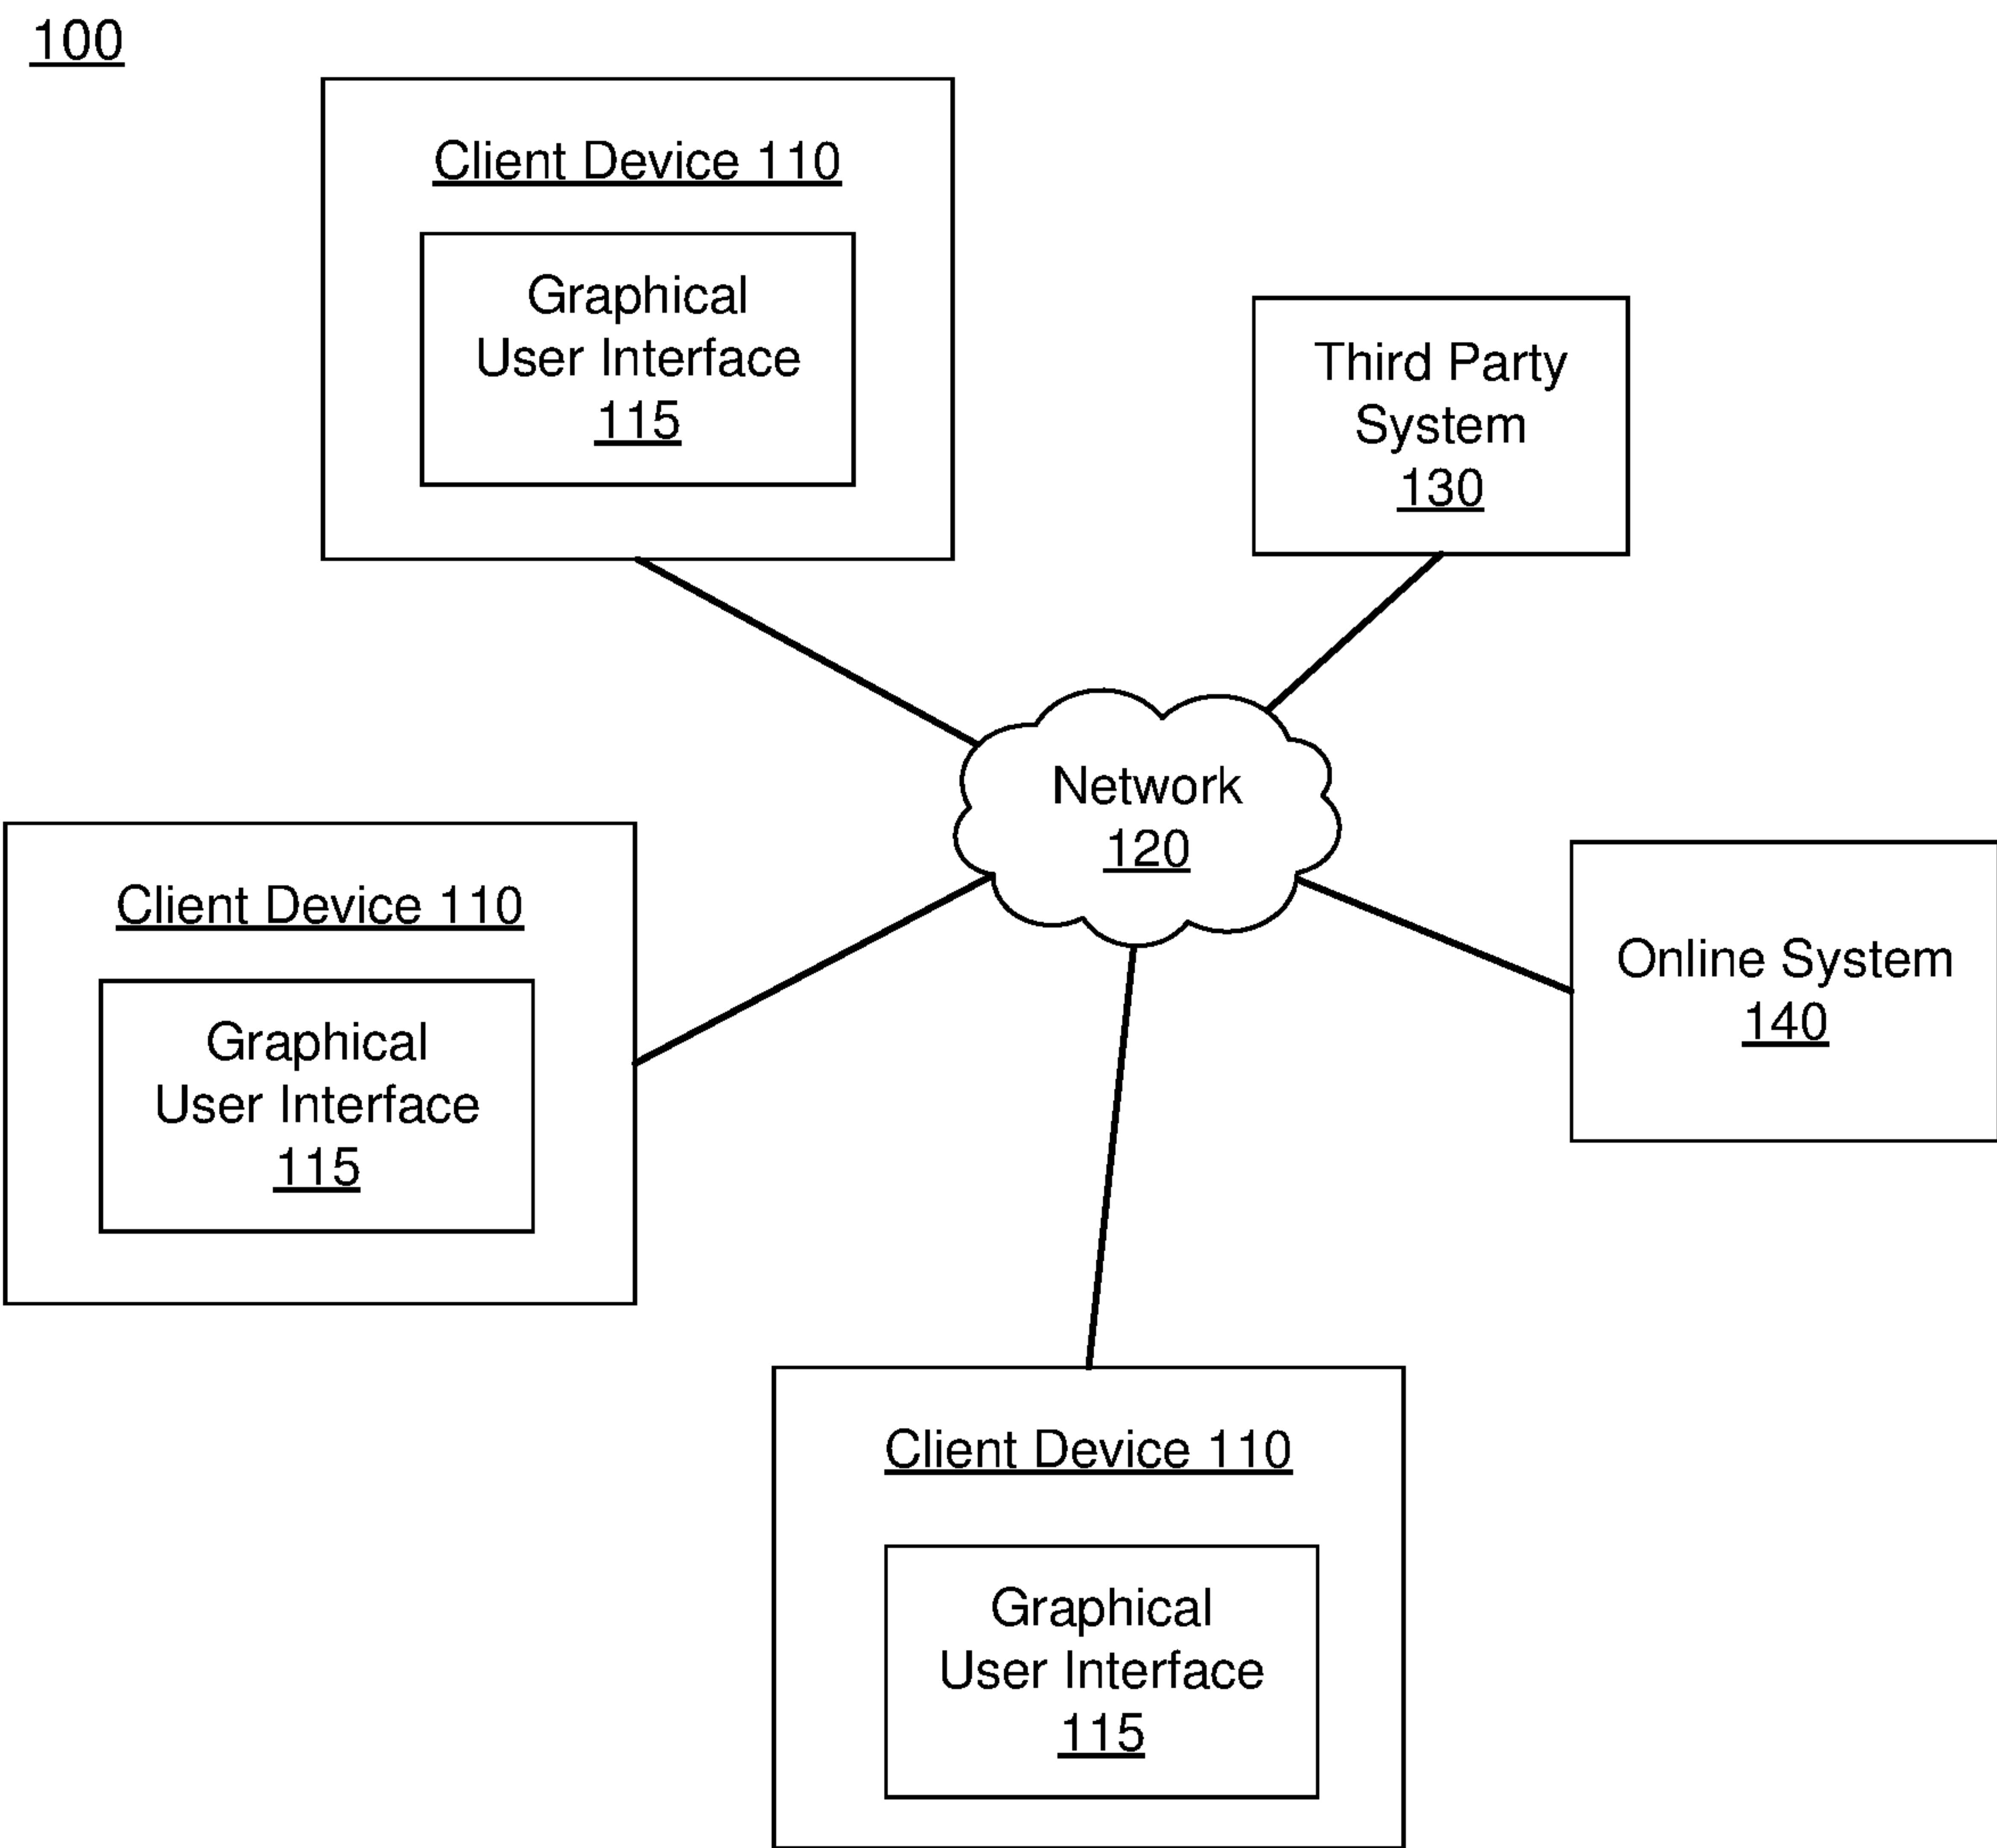 100
Client Device 110
Graphical
User Interface
115
Third Party
System
130
Network
120
Client Device 110
Graphical
User Interface
115
Online System
140
Client Device 110
Graphical
User Interface
115